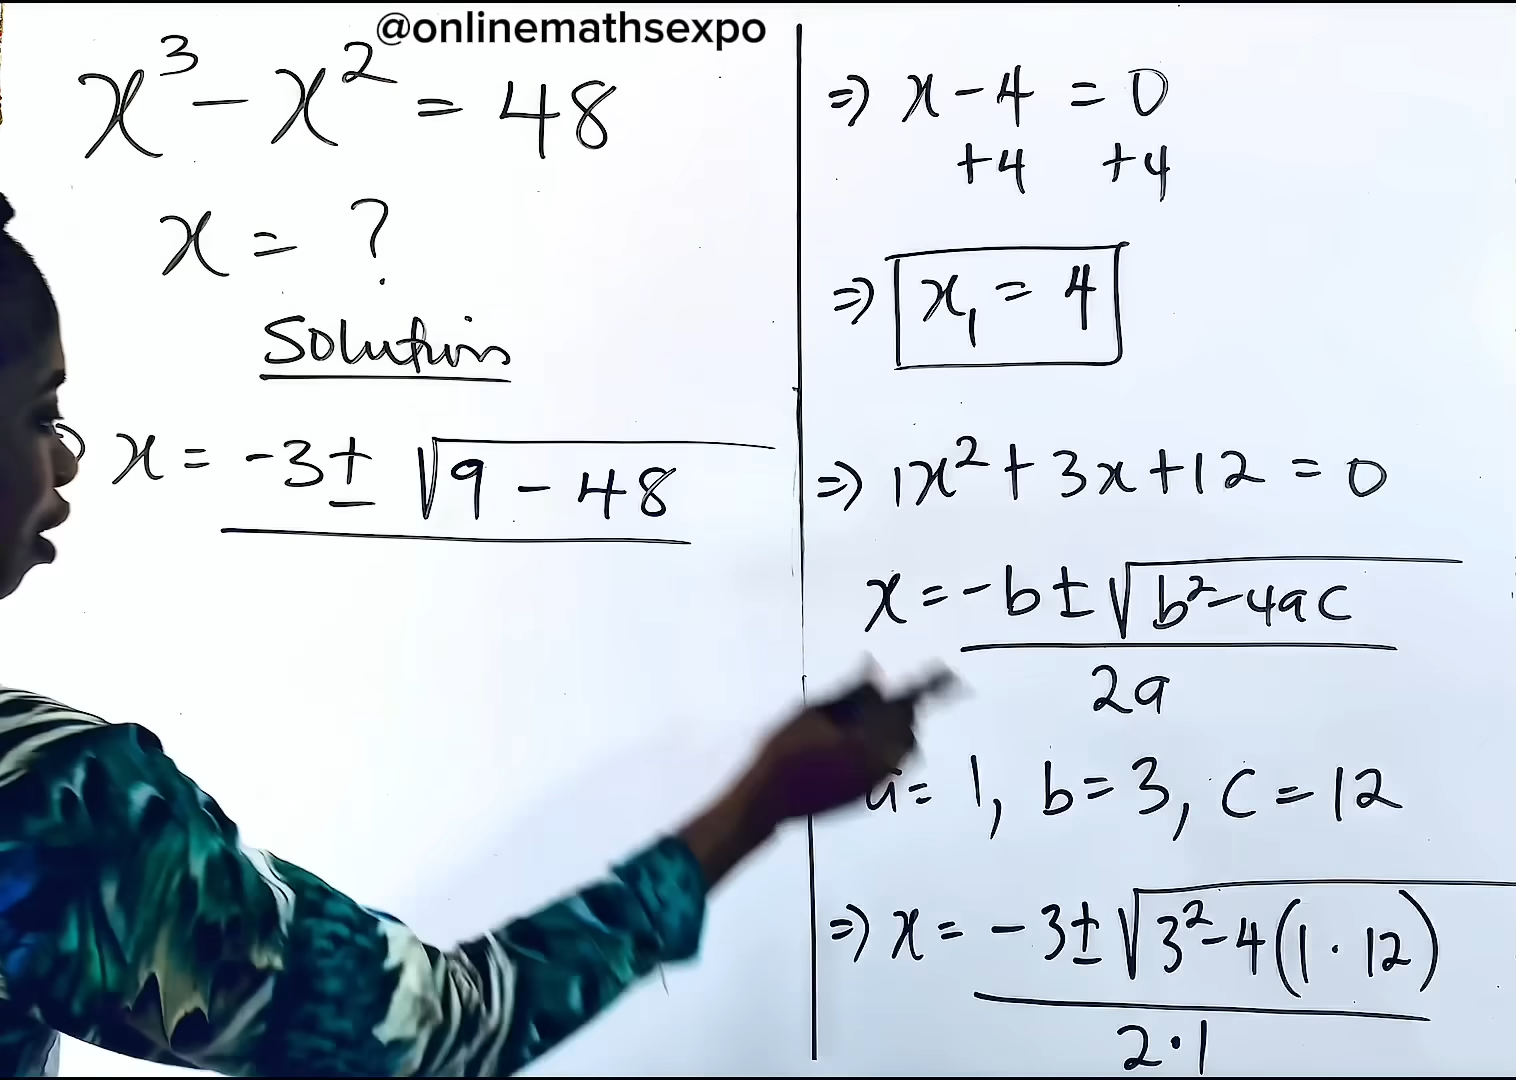 @onlinemathsexpo
x³ - x² = 48
x = ?
Solution
x = -3 ± √9 - 48
⇒ x - 4 = 0
+4 +4
⇒ x₁ = 4
⇒ 1x² + 3x + 12 = 0
x = -b ± √b² - 4ac
2a
a = 1, b = 3, c = 12
⇒ x = -3 ± √3² - 4(1 · 12)
2 · 1